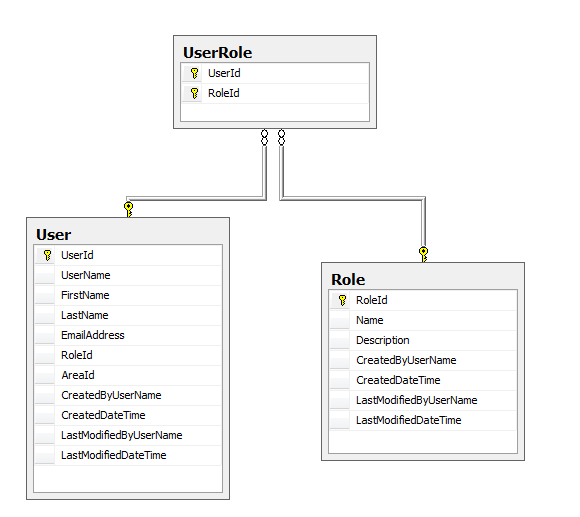 UserRole
UserId
RoleId
User
UserId
UserName
FirstName
LastName
EmailAddress
RoleId
AreaId
CreatedByUserName
CreatedDateTime
LastModifiedByUserName
LastModifiedDateTime
Role
RoleId
Name
Description
CreatedByUserName
CreatedDateTime
LastModifiedByUserName
LastModifiedDateTime